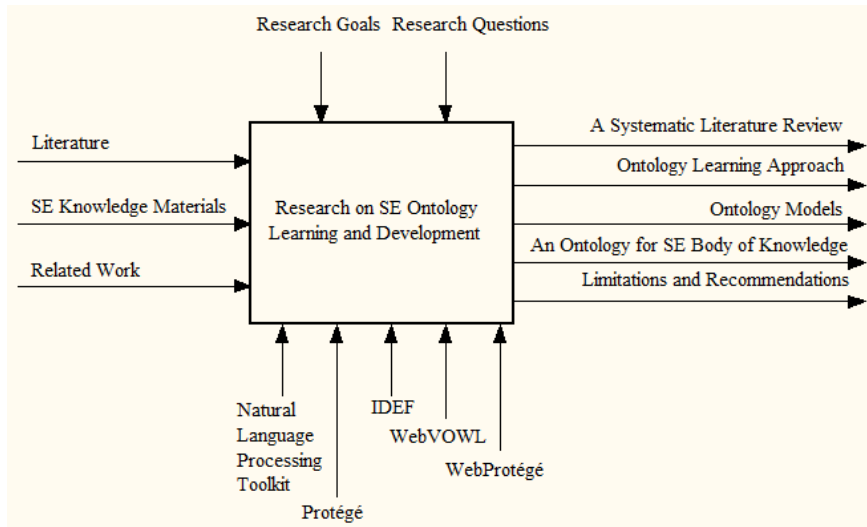 Research Goals
Research Questions
Literature
SE Knowledge Materials
Related Work
Research on SE Ontology
Learning and Development
A Systematic Literature Review
Ontology Learning Approach
Ontology Models
An Ontology for SE Body of Knowledge
Limitations and Recommendations
Natural
Language
Processing
Toolkit
Protégé
IDEF
WebVOWL
WebProtégé